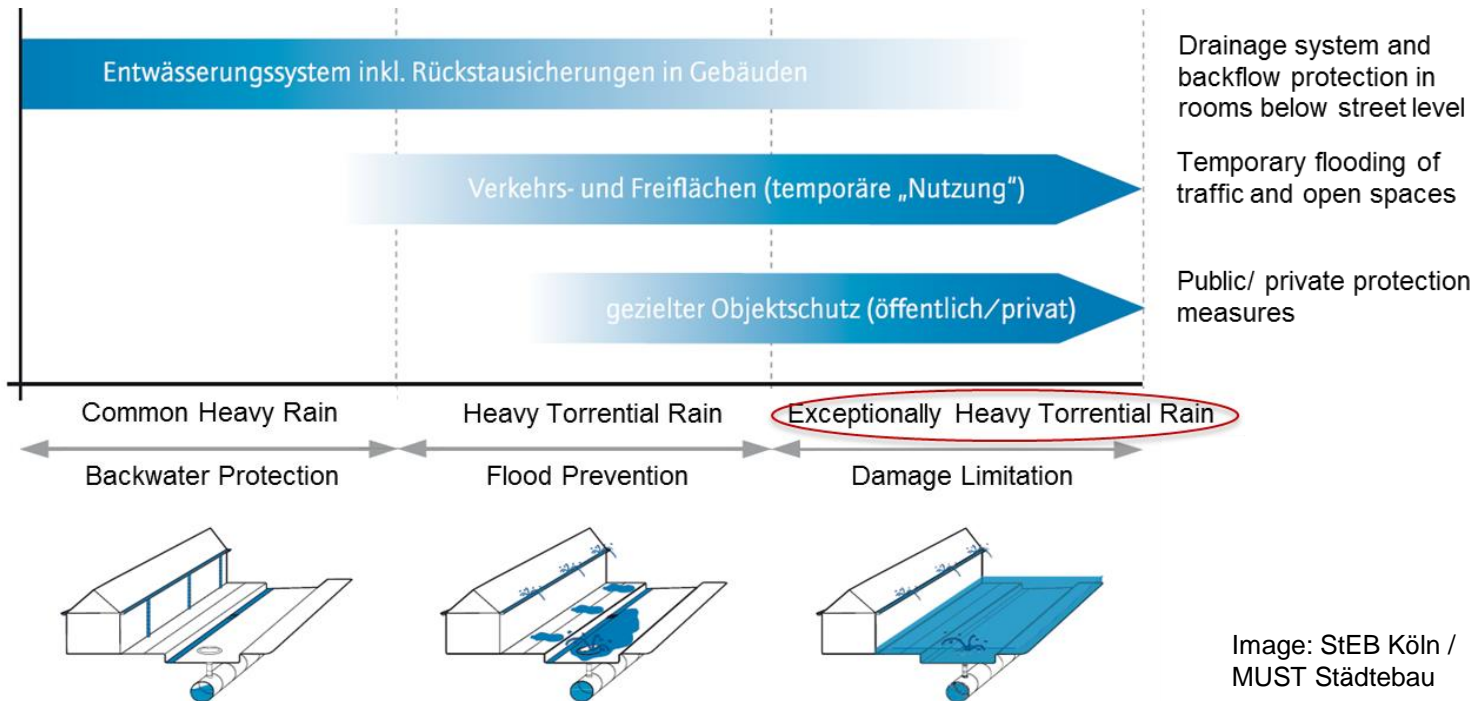 Entwässerungssystem inkl. Rückstausicherungen in Gebäuden
Drainage system and
backflow protection in
rooms below street level
Verkehrs- und Freiflächen (temporäre „Nutzung“)
Temporary flooding of
traffic and open spaces
gezielter Objektschutz (öffentlich/privat)
Public/ private protection
measures
Common Heavy Rain
Heavy Torrential Rain
Exceptionally Heavy Torrential Rain
Backwater Protection
Flood Prevention
Damage Limitation
Image: StEB Köln /
MUST Städtebau